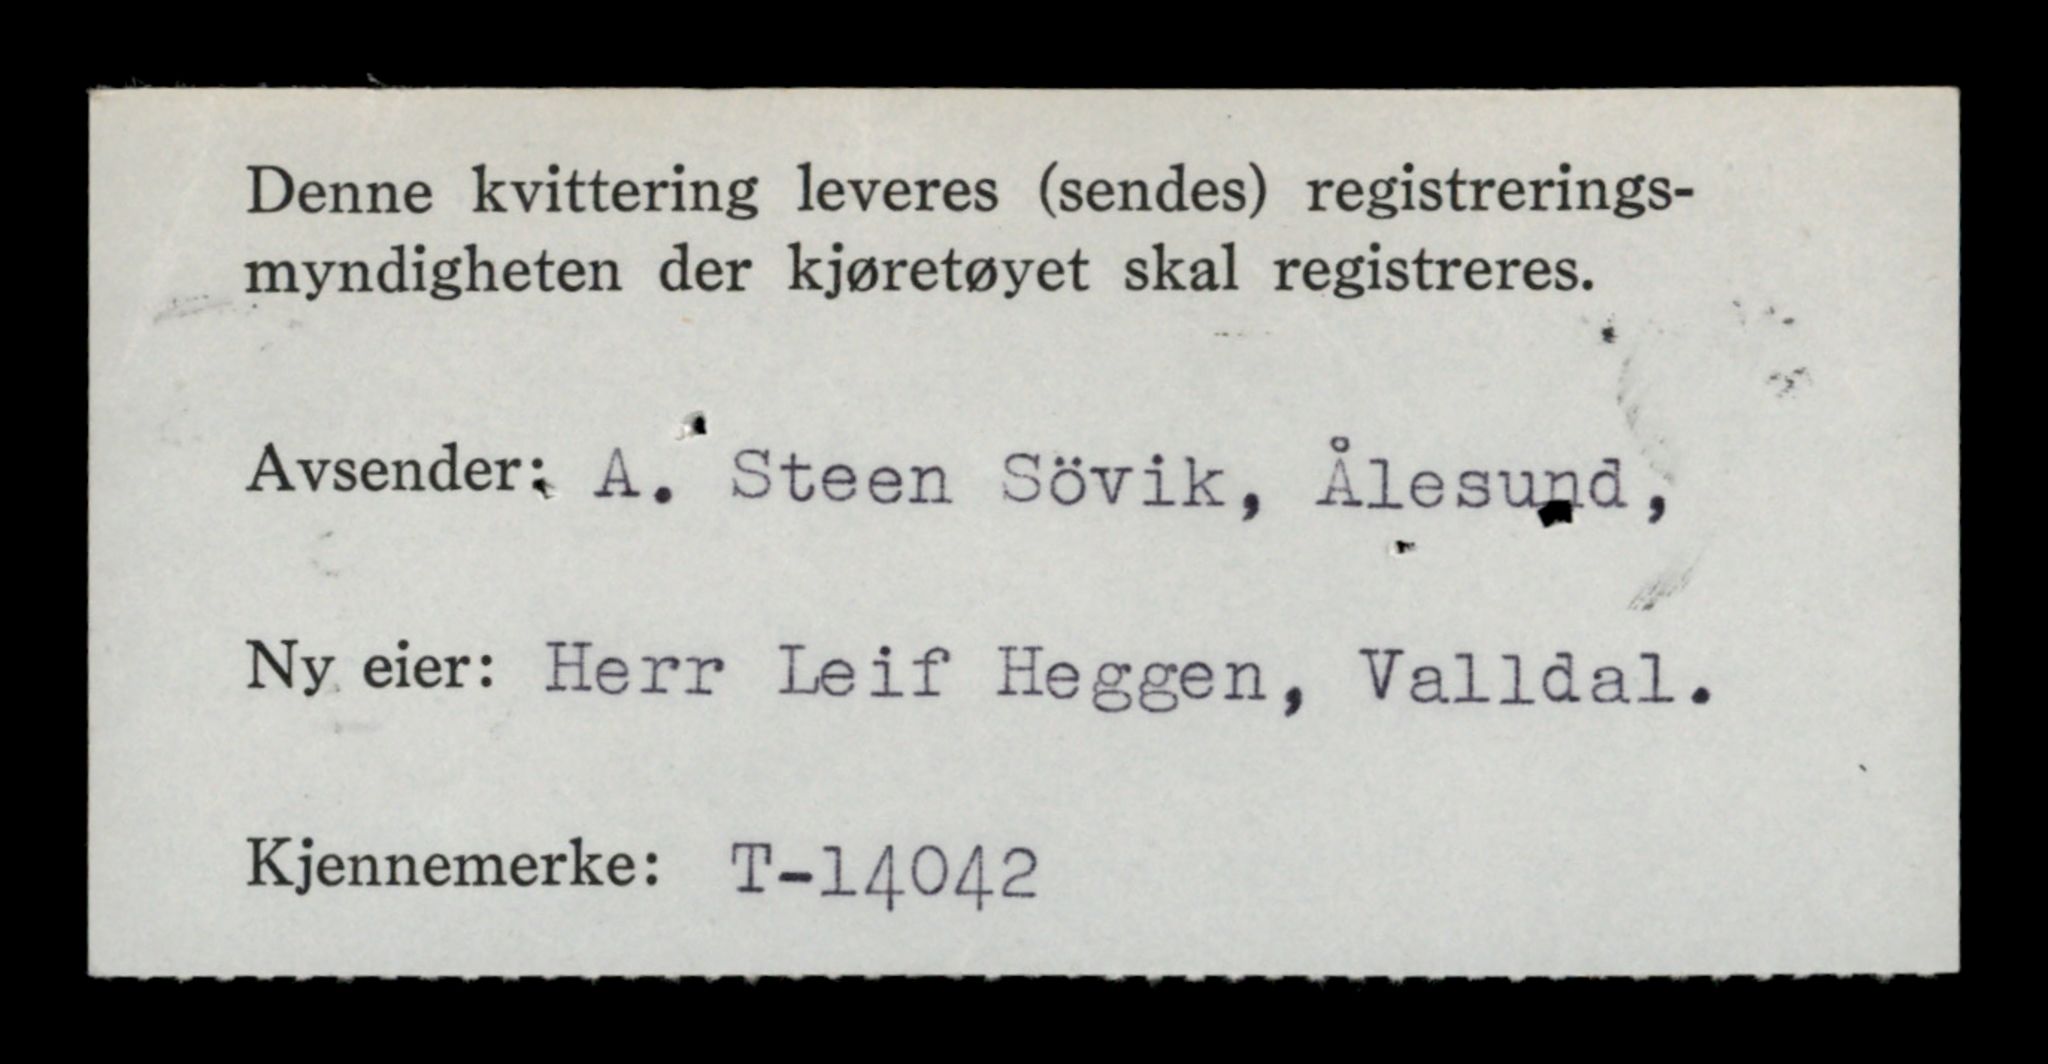 Denne kvittering leveres (sendes) registrerings-
myndigheten der kjøretøyet skal registreres.
Avsender: A. Steen Sövik, Ålesund,
Ny eier: Herr Leif Heggen, Valldal.
Kjennemerke: T-14042